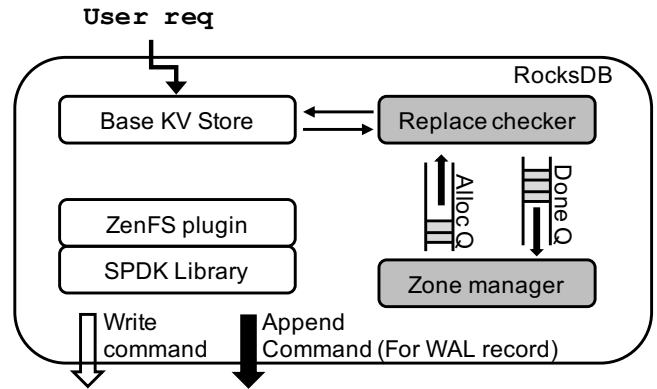 User req
RocksDB
Base KV Store
Replace checker
Alloc Q
Done Q
ZenFS plugin
SPDK Library
Zone manager
Write
command
Append
Command (For WAL record)